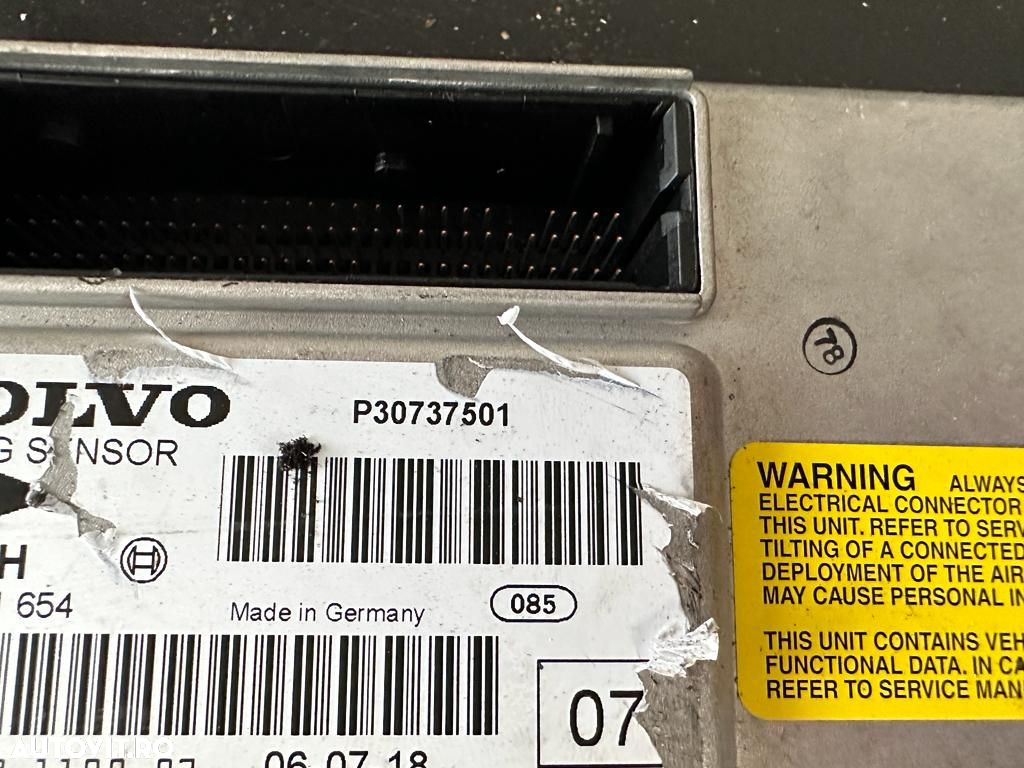 78
OLVO
P30737501
G SENSOR
H
654
Made in Germany
085
07
06.07.18
WARNING ALWAYS
ELECTRICAL CONNECTOR
THIS UNIT. REFER TO SERV
TILTING OF A CONNECTED
DEPLOYMENT OF THE AIR
MAY CAUSE PERSONAL IN
THIS UNIT CONTAINS VEH
FUNCTIONAL DATA. IN CA
REFER TO SERVICE MAN
AUTOVIT.RO